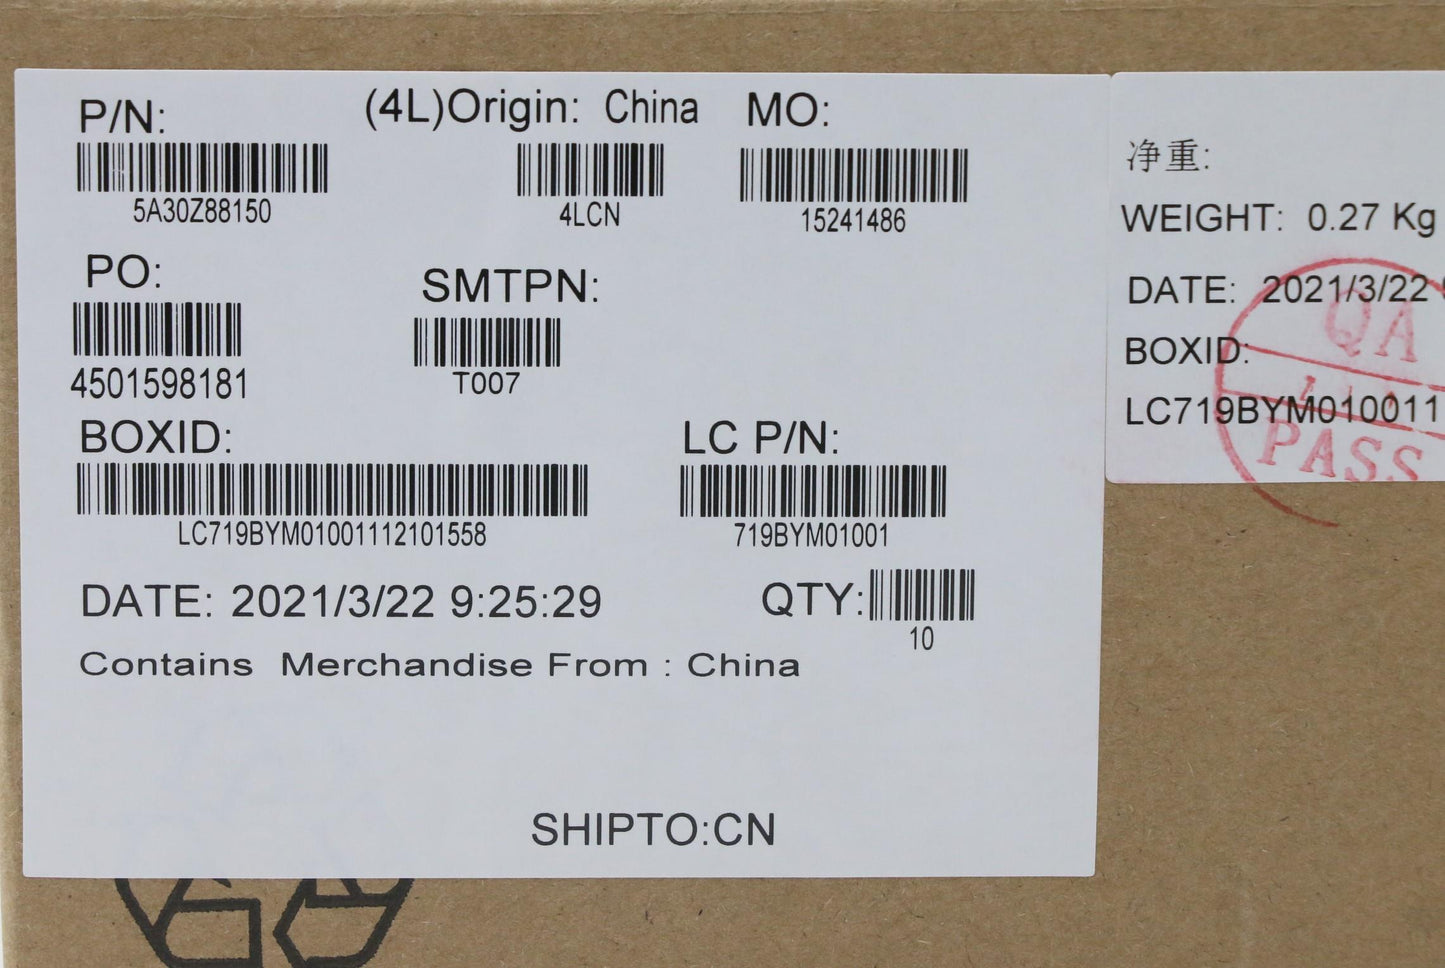 P/N: (4L)Origin: China MO:
5A30Z88150 4LCN 15241486
PO: SMTPN:
4501598181 T007
BOXID: LC P/N:
LC719BYM01001112101558 719BYM01001
DATE: 2021/3/22 9:25:29 QTY:
10
Contains Merchandise From : China
SHIPTO:CN
净重:
WEIGHT: 0.27 Kg
DATE: 2021/3/22
BOXID:
LC719BYM010011
QA
PASS